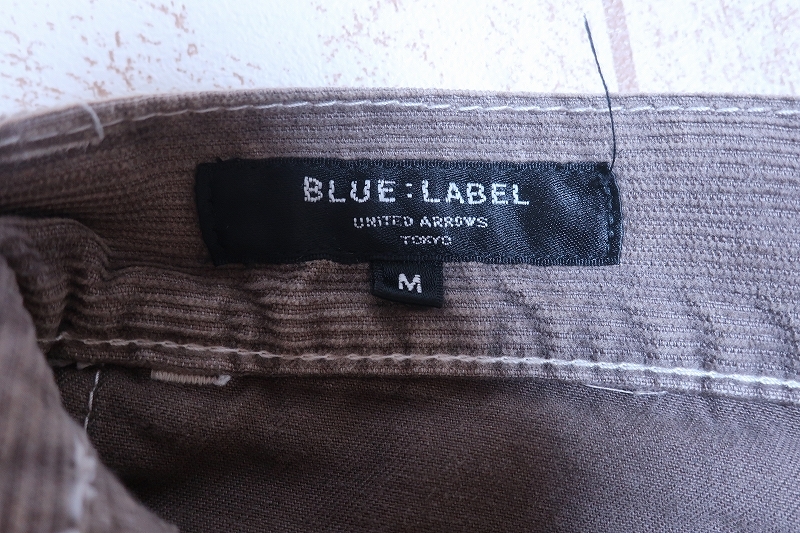 BLUE:LABEL
UNITED ARROWS
TOKYO
M